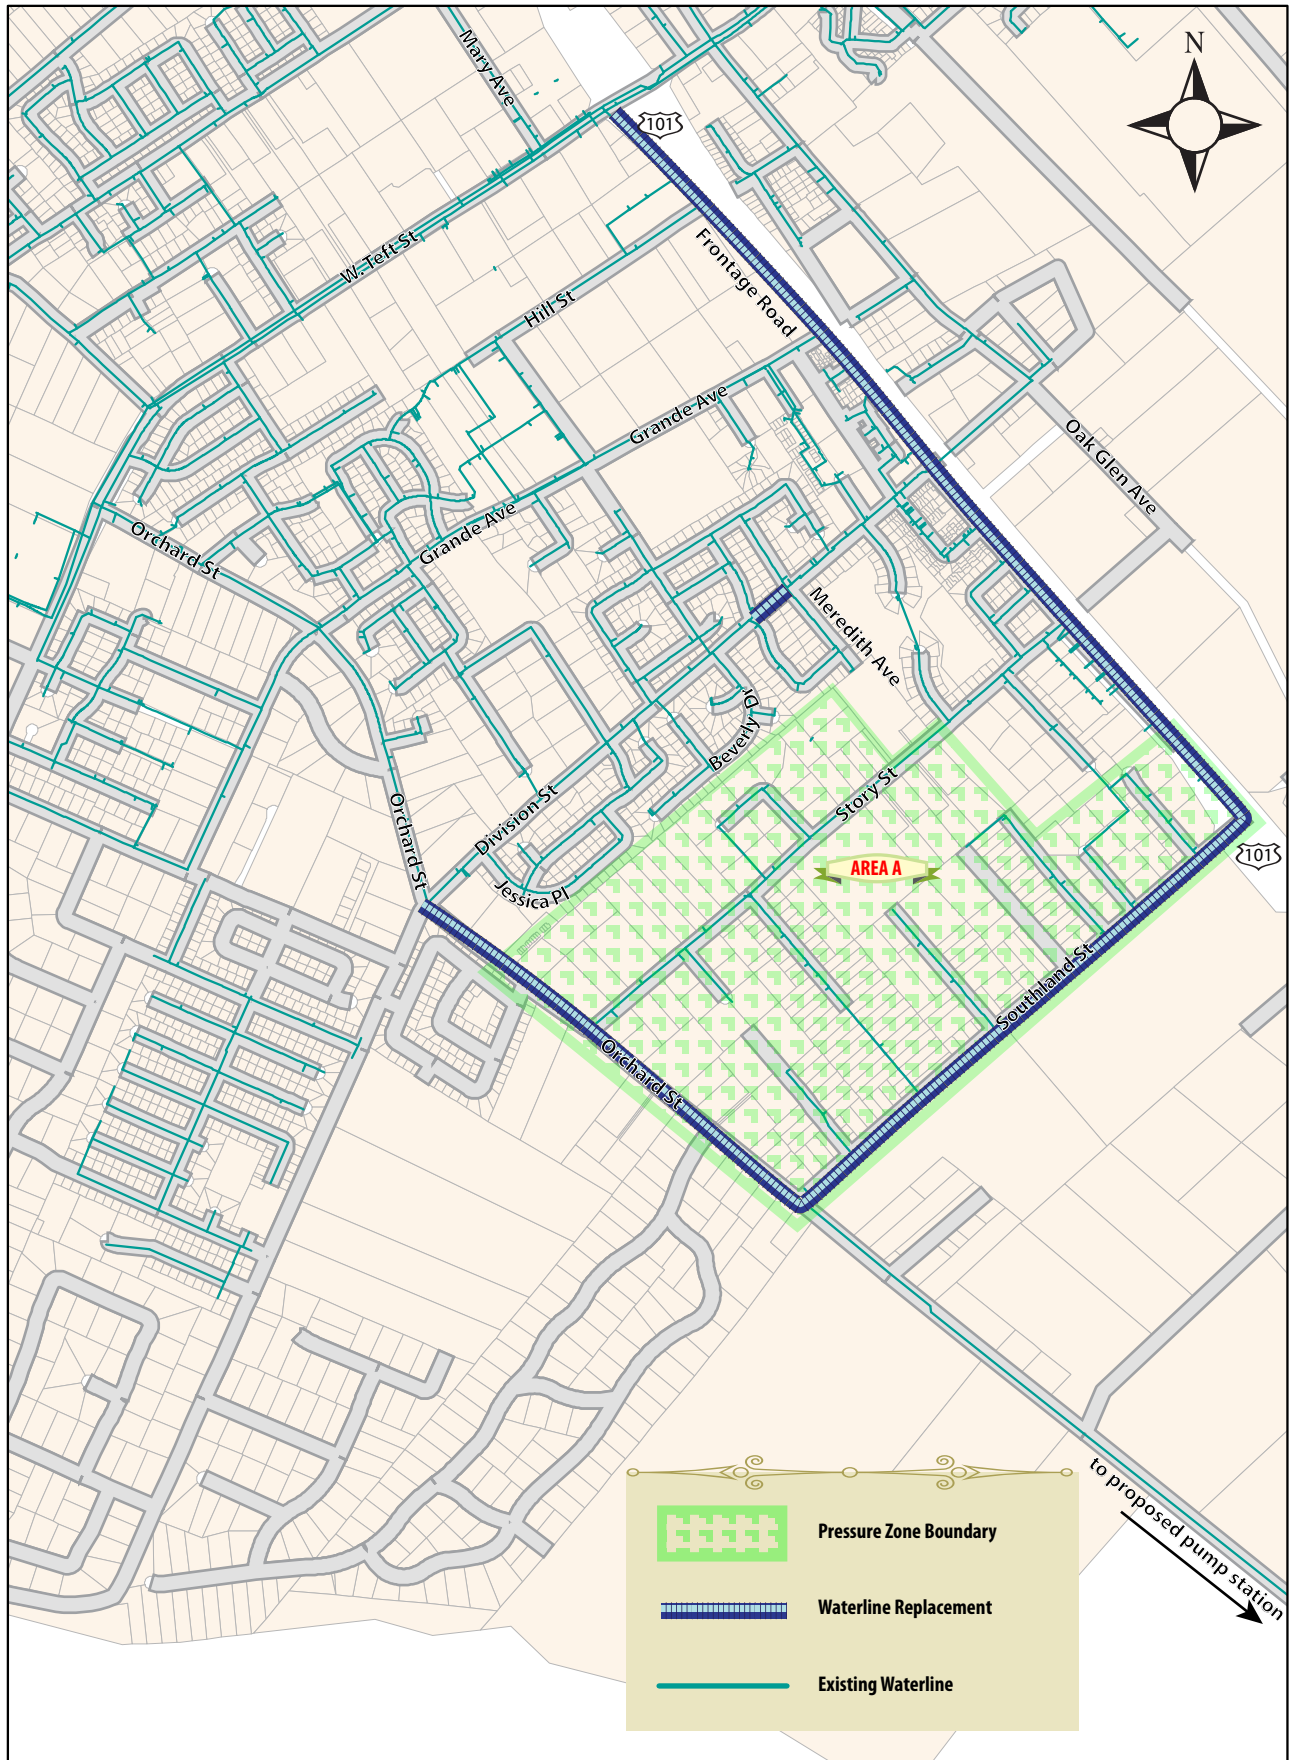 N
Mary Ave
101
W. Teft St
Frontage Road
Hill St
Grande Ave
Oak Glen Ave
Grande Ave
Orchard St
Meredith Ave
Beverly Dr
Orchard St
Division St
Story St
Jessica Pl
AREA A
101
Southland St
Orchard St
to proposed pump station
Pressure Zone Boundary
Waterline Replacement
Existing Waterline